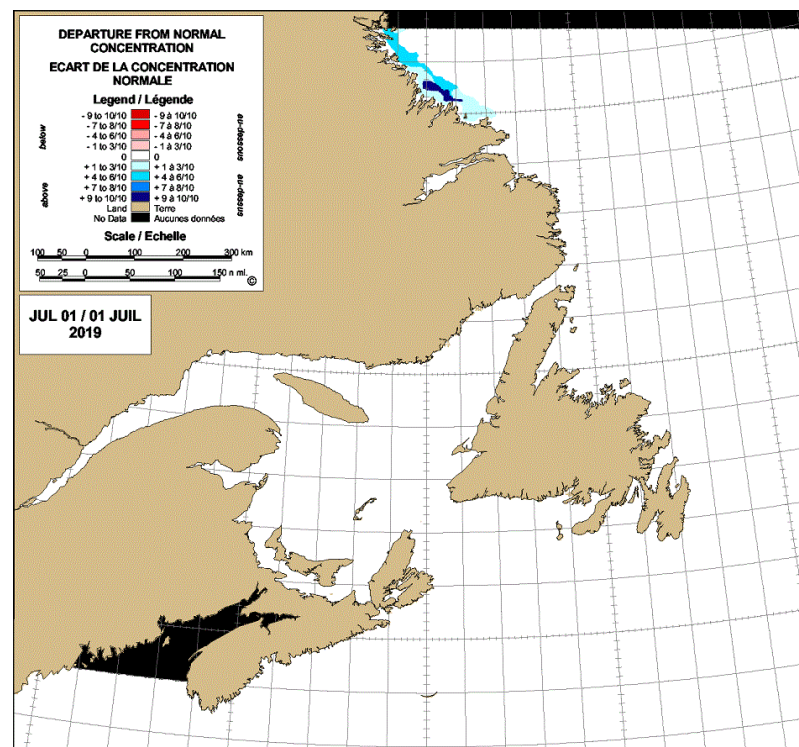 DEPARTURE FROM NORMAL
CONCENTRATION
ECART DE LA CONCENTRATION
NORMALE
Legend / Légende
below
au-dessous
- 9 to 10/10 - 9 à 10/10
- 7 to 8/10 - 7 à 8/10
- 4 to 6/10 - 4 à 6/10
- 1 to 3/10 - 1 à 3/10
0 0
above
au-dessus
+ 1 to 3/10 + 1 à 3/10
+ 4 to 6/10 + 4 à 6/10
+ 7 to 8/10 + 7 à 8/10
+ 9 to 10/10 + 9 à 10/10
Land Terre
No Data Aucunes données
Scale / Echelle
100 50 0 100 200 300 km
50 25 0 50 100 150 n mi.
©
JUL 01 / 01 JUIL
2019